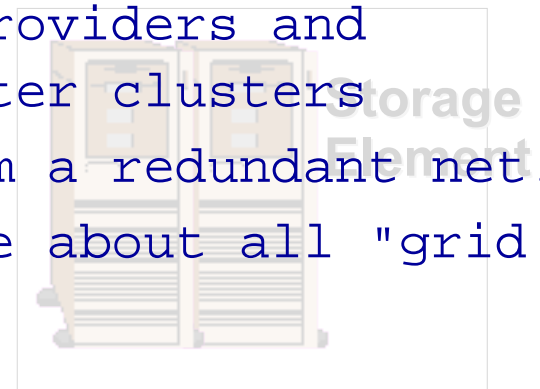 roviders and
ter clusters
Storage
Element
a redundant net
about all "grid